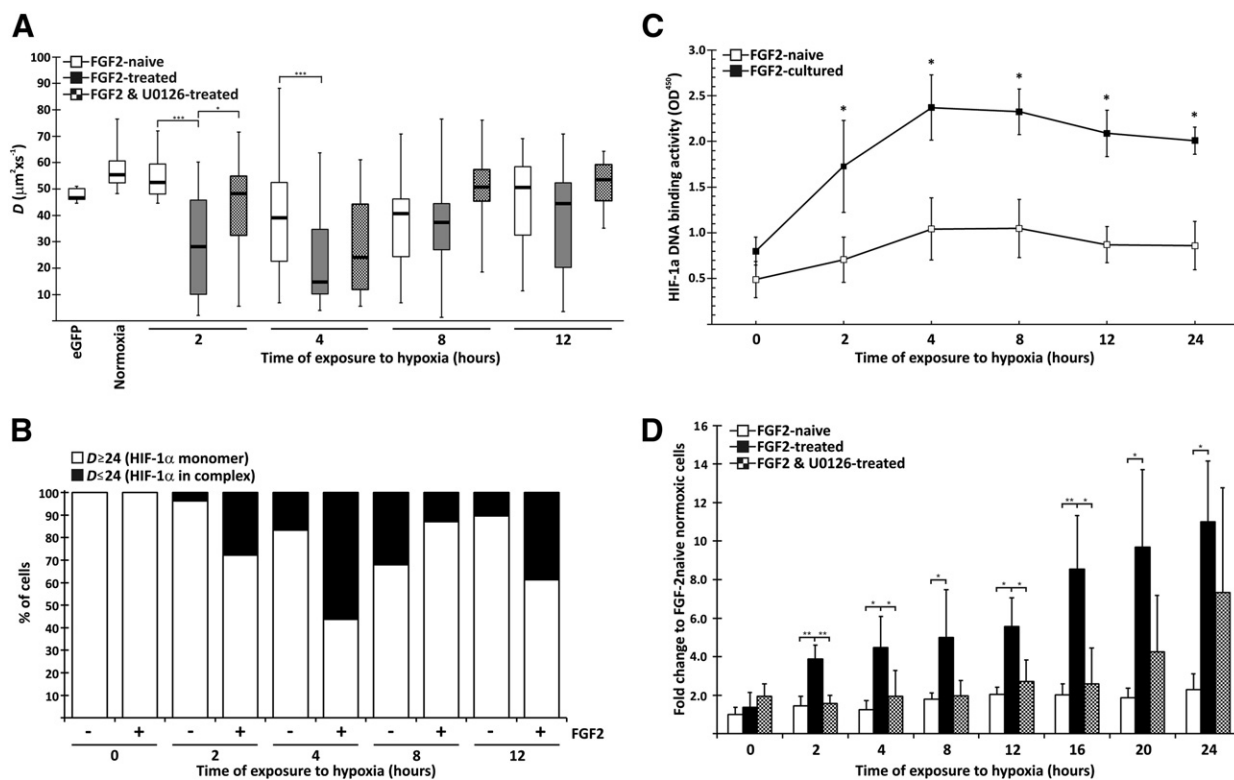 A
FGF2-naive
FGF2-treated
FGF2 & U0126-treated
D (μm²xs⁻¹)
100
90
80
70
60
50
40
30
20
10
***
*
***
eGFP
Normoxia
2
4
8
12
Time of exposure to hypoxia (hours)
B
D≥24 (HIF-1α monomer)
D≤24 (HIF-1α in complex)
% of cells
100
90
80
70
60
50
40
30
20
10
- + - + - + - + - + FGF2
0 2 4 8 12
Time of exposure to hypoxia (hours)
C
FGF2-naive
FGF2-cultured
HIF-1a DNA binding activity (OD⁴⁵⁰)
3.0
2.5
2.0
1.5
1.0
0.5
* * * * *
0 2 4 8 12 24
Time of exposure to hypoxia (hours)
D
FGF2-naive
FGF2-treated
FGF2 & U0126-treated
Fold change to FGF-2naive normoxic cells
16
14
12
10
8.0
6.0
4.0
2.0
** **
* *
*
* *
** *
*
*
0 2 4 8 12 16 20 24
Time of exposure to hypoxia (hours)